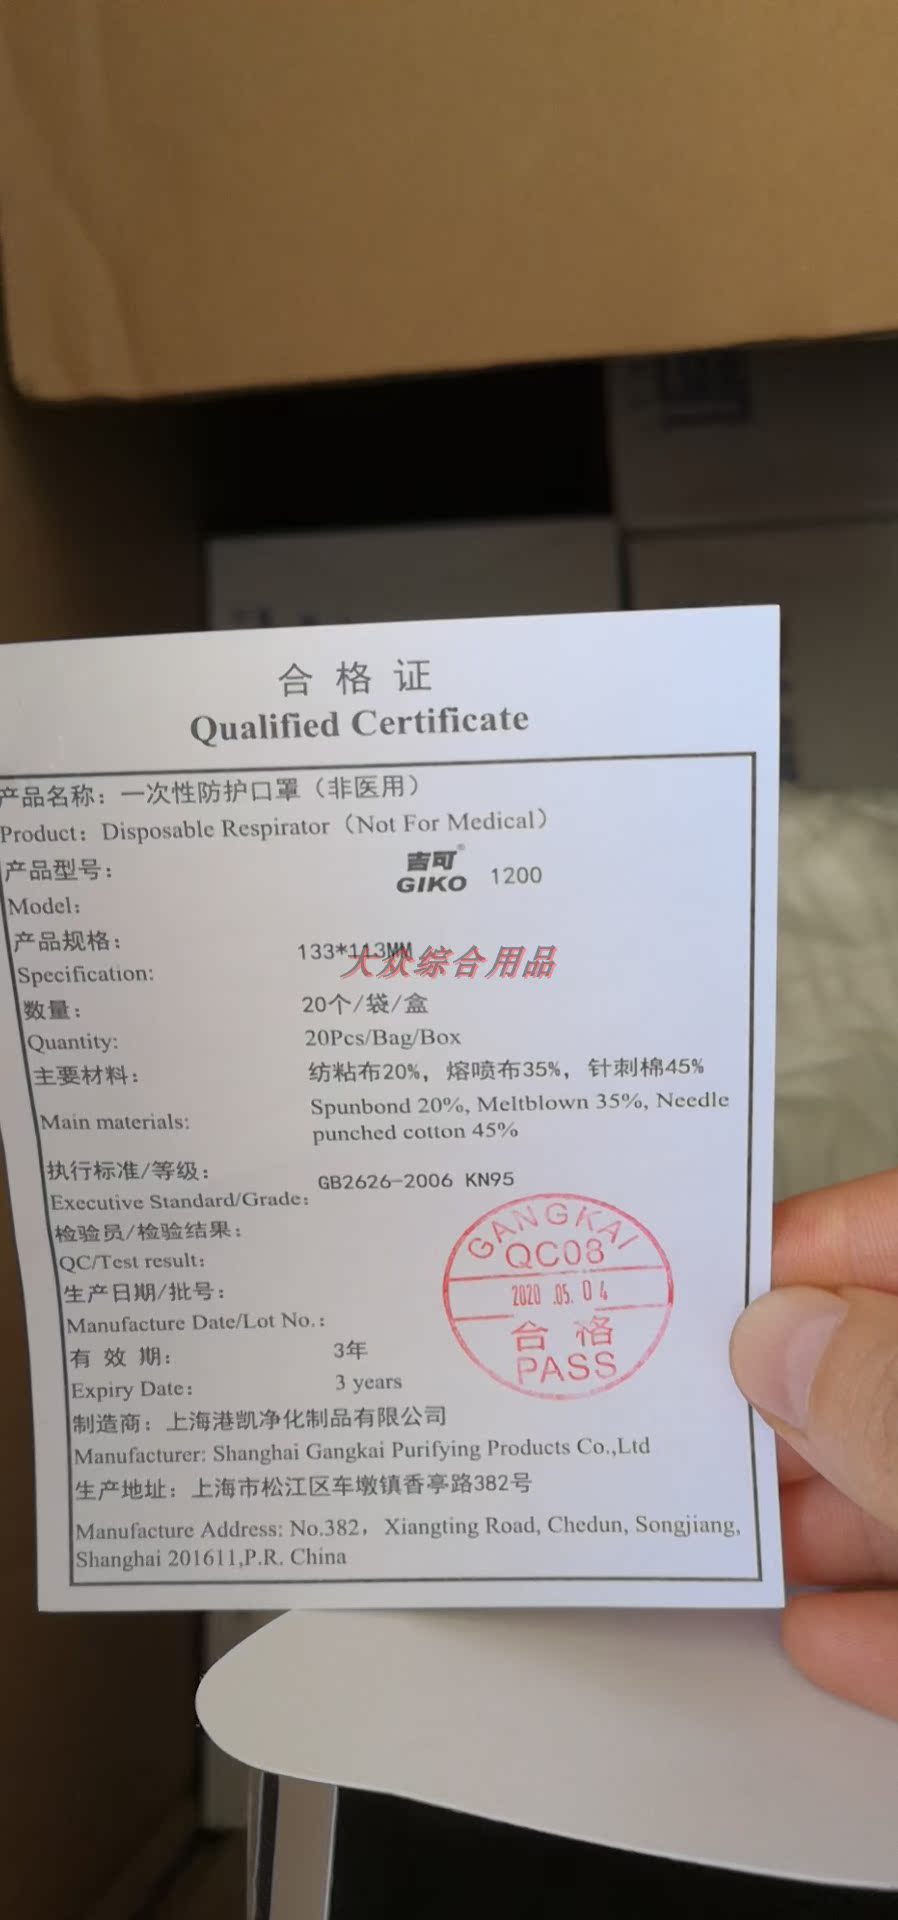 合格证
Qualified Certificate
产品名称：一次性防护口罩（非医用）
Product：Disposable Respirator（Not For Medical）
产品型号：
吉可®
GIKO 1200
Model:
产品规格：
133*113MM
大众综合用品
Specification:
数量：
20个/袋/盒
Quantity:
20Pcs/Bag/Box
主要材料：
纺粘布20%，熔喷布35%，针刺棉45%
Main materials:
Spunbond 20%, Meltblown 35%, Needle
punched cotton 45%
执行标准/等级：
GB2626-2006 KN95
Executive Standard/Grade：
检验员/检验结果：
QC/Test result：
GANGKAI
QC08
2020 .05. 04
合格
PASS
生产日期/批号：
Manufacture Date/Lot No.：
有 效 期：
3年
Expiry Date：
3 years
制造商：上海港凯净化制品有限公司
Manufacturer: Shanghai Gangkai Purifying Products Co.,Ltd
生产地址：上海市松江区车墩镇香亭路382号
Manufacture Address: No.382，Xiangting Road, Chedun, Songjiang,
Shanghai 201611,P.R. China